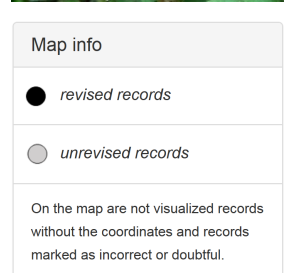 Map info
revised records
unrevised records
On the map are not visualized records
without the coordinates and records
marked as incorrect or doubtful.